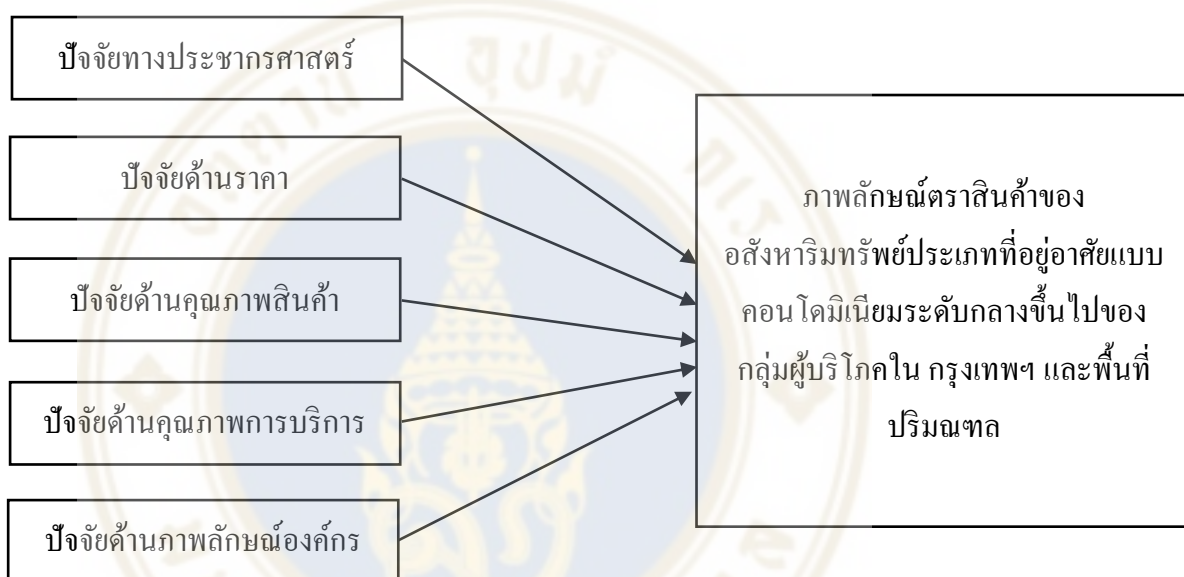 ปัจจัยทางประชากรศาสตร์
ปัจจัยด้านราคา
ปัจจัยด้านคุณภาพสินค้า
ปัจจัยด้านคุณภาพการบริการ
ปัจจัยด้านภาพลักษณ์องค์กร
ภาพลักษณ์ตราสินค้าของ
อสังหาริมทรัพย์ประเภทที่อยู่อาศัยแบบ
คอนโดมิเนียมระดับกลางขึ้นไปของ
กลุ่มผู้บริโภคใน กรุงเทพฯ และพื้นที่
ปริมณฑล